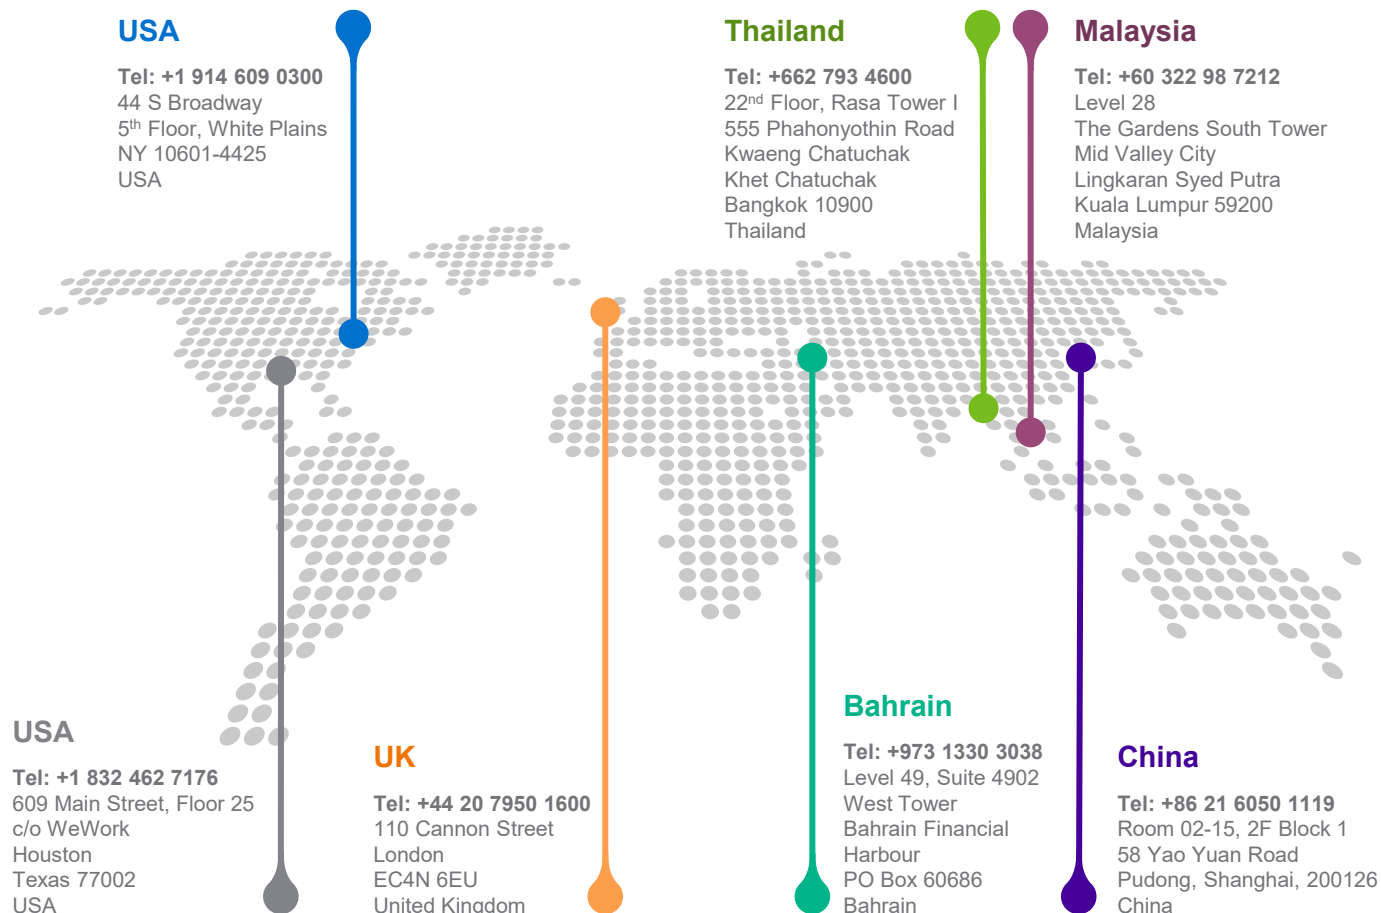 USA
Tel: +1 914 609 0300
44 S Broadway
5th Floor, White Plains
NY 10601-4425
USA
Thailand
Tel: +662 793 4600
22nd Floor, Rasa Tower I
555 Phahonyothin Road
Kwaeng Chatuchak
Khet Chatuchak
Bangkok 10900
Thailand
Malaysia
Tel: +60 322 98 7212
Level 28
The Gardens South Tower
Mid Valley City
Lingkaran Syed Putra
Kuala Lumpur 59200
Malaysia
USA
Tel: +1 832 462 7176
609 Main Street, Floor 25
c/o WeWork
Houston
Texas 77002
USA
UK
Tel: +44 20 7950 1600
110 Cannon Street
London
EC4N 6EU
United Kingdom
Bahrain
Tel: +973 1330 3038
Level 49, Suite 4902
West Tower
Bahrain Financial
Harbour
PO Box 60686
Bahrain
China
Tel: +86 21 6050 1119
Room 02-15, 2F Block 1
58 Yao Yuan Road
Pudong, Shanghai, 200126
China